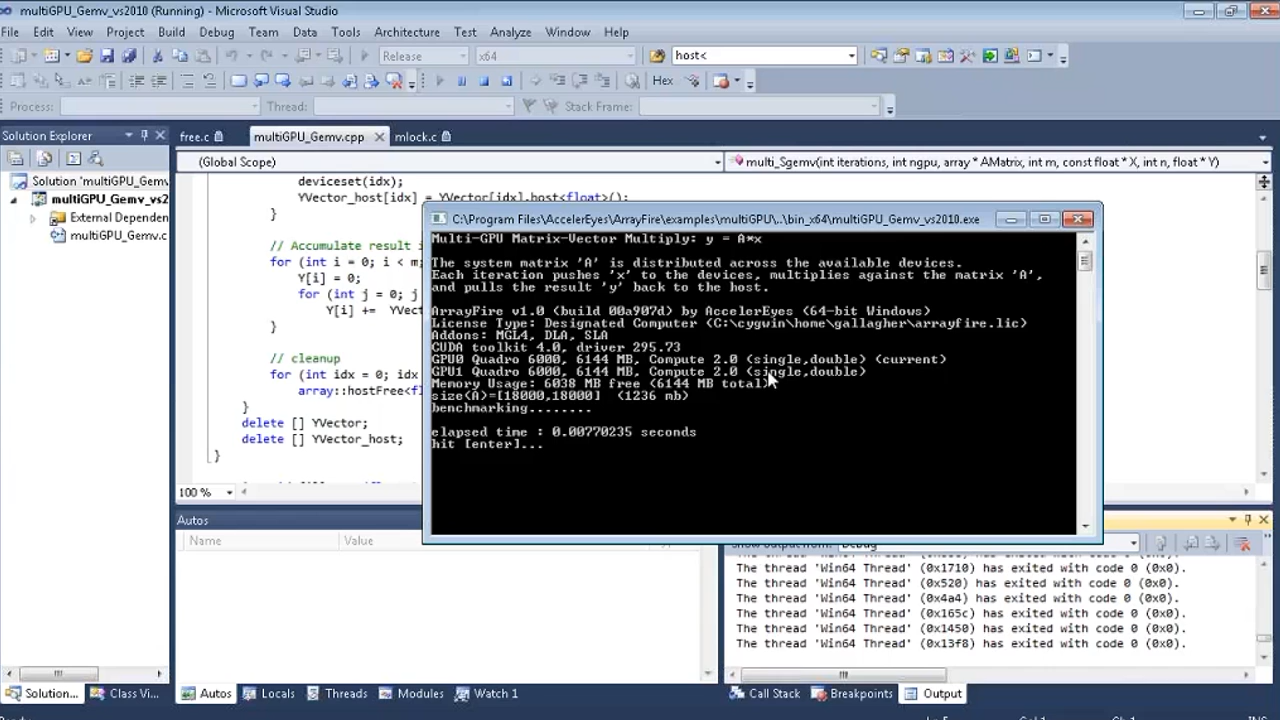 multiGPU_Gemv_vs2010 (Running) - Microsoft Visual Studio
File Edit View Project Build Debug Team Data Tools Architecture Test Analyze Window Help
Release x64 host<
Hex
Process: Thread: Stack Frame:
Solution Explorer
free.c multiGPU_Gemv.cpp mlock.c
(Global Scope) multi_Sgemv(int iterations, int ngpu, array * AMatrix, int m, const float * X, int n, float * Y)
Solution 'multiGPU_Gemv
multiGPU_Gemv_vs2
External Dependen
multiGPU_Gemv.c
deviceset(idx);
YVector_host[idx] = YVector[idx].host<float>();
}
// Accumulate result i
for (int i = 0; i < m;
Y[i] = 0;
for (int j = 0; j
Y[i] += YV
}
// cleanup
for (int idx = 0; idx
array::hostFree(
}
delete [] YVector;
delete [] YVector_host;
}
100 %
C:\Program Files\AccelerEyes\ArrayFire\examples\multiGPU\..\bin_x64\multiGPU_Gemv_vs2010.exe
Multi-GPU Matrix-Vector Multiply: y = A*x
The system matrix 'A' is distributed across the available devices.
Each iteration pushes 'x' to the devices, multiplies against the matrix 'A',
and pulls the result 'y' back to the host.
ArrayFire v1.0 (build 00a907d) by AccelerEyes (64-bit Windows)
License Type: Designated Computer (C:\cygwin\home\gallagher\arrayfire.lic)
Addons: MGL4, DLA, SLA
CUDA toolkit 4.0, driver 295.73
GPU0 Quadro 6000, 6144 MB, Compute 2.0 (single,double) (current)
GPU1 Quadro 6000, 6144 MB, Compute 2.0 (single,double)
Memory Usage: 6038 MB free (6144 MB total)
size(A)=[18000,18000] (1236 mb)
benchmarking........
elapsed time : 0.00770235 seconds
hit [enter]...
Autos
Name Value
The thread 'Win64 Thread' (0x1710) has exited with code 0 (0x0).
The thread 'Win64 Thread' (0x520) has exited with code 0 (0x0).
The thread 'Win64 Thread' (0x4a4) has exited with code 0 (0x0).
The thread 'Win64 Thread' (0x165c) has exited with code 0 (0x0).
The thread 'Win64 Thread' (0x1450) has exited with code 0 (0x0).
The thread 'Win64 Thread' (0x13f8) has exited with code 0 (0x0).
Solution... Class Vi... Autos Locals Threads Modules Watch 1 Call Stack Breakpoints Output